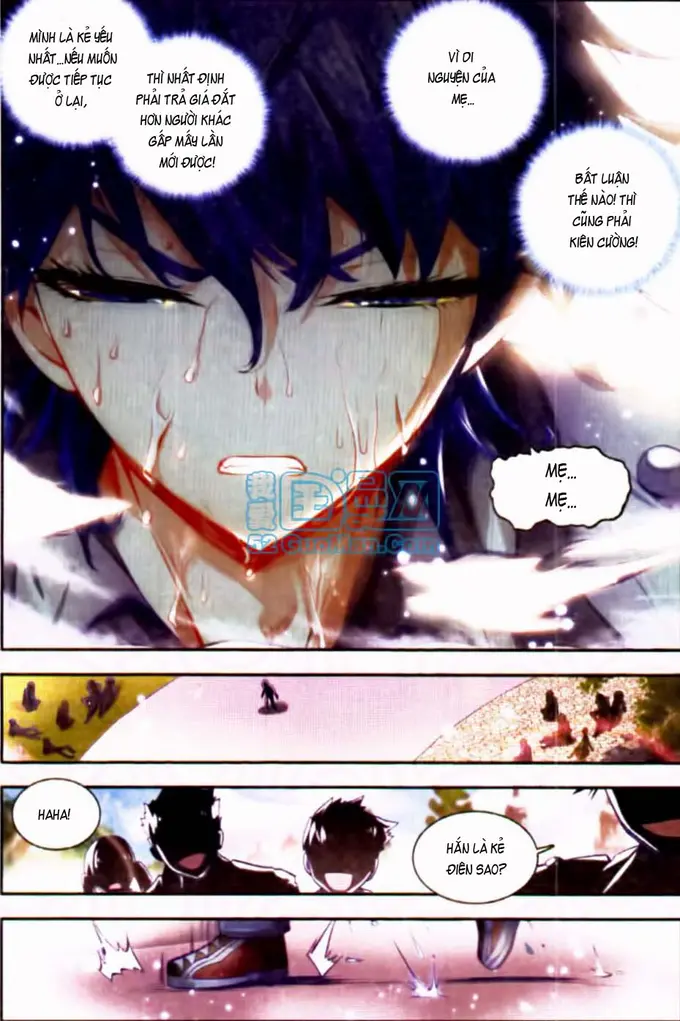 MÌNH LÀ KẺ YẾU
NHẤT...NẾU MUỐN
ĐƯỢC TIẾP TỤC
Ở LẠI,
THÌ NHẤT ĐỊNH
PHẢI TRẢ GIÁ ĐẮT
HƠN NGƯỜI KHÁC
GẤP MẤY LẦN
MỚI ĐƯỢC!
VÌ DI
NGUYỆN CỦA
MẸ...
BẤT LUẬN
THẾ NÀO! THÌ
CŨNG PHẢI
KIÊN CƯỜNG!
MẸ...
MẸ...
52GunMan.Com
HAHA!
HẮN LÀ KẺ
ĐIÊN SAO?